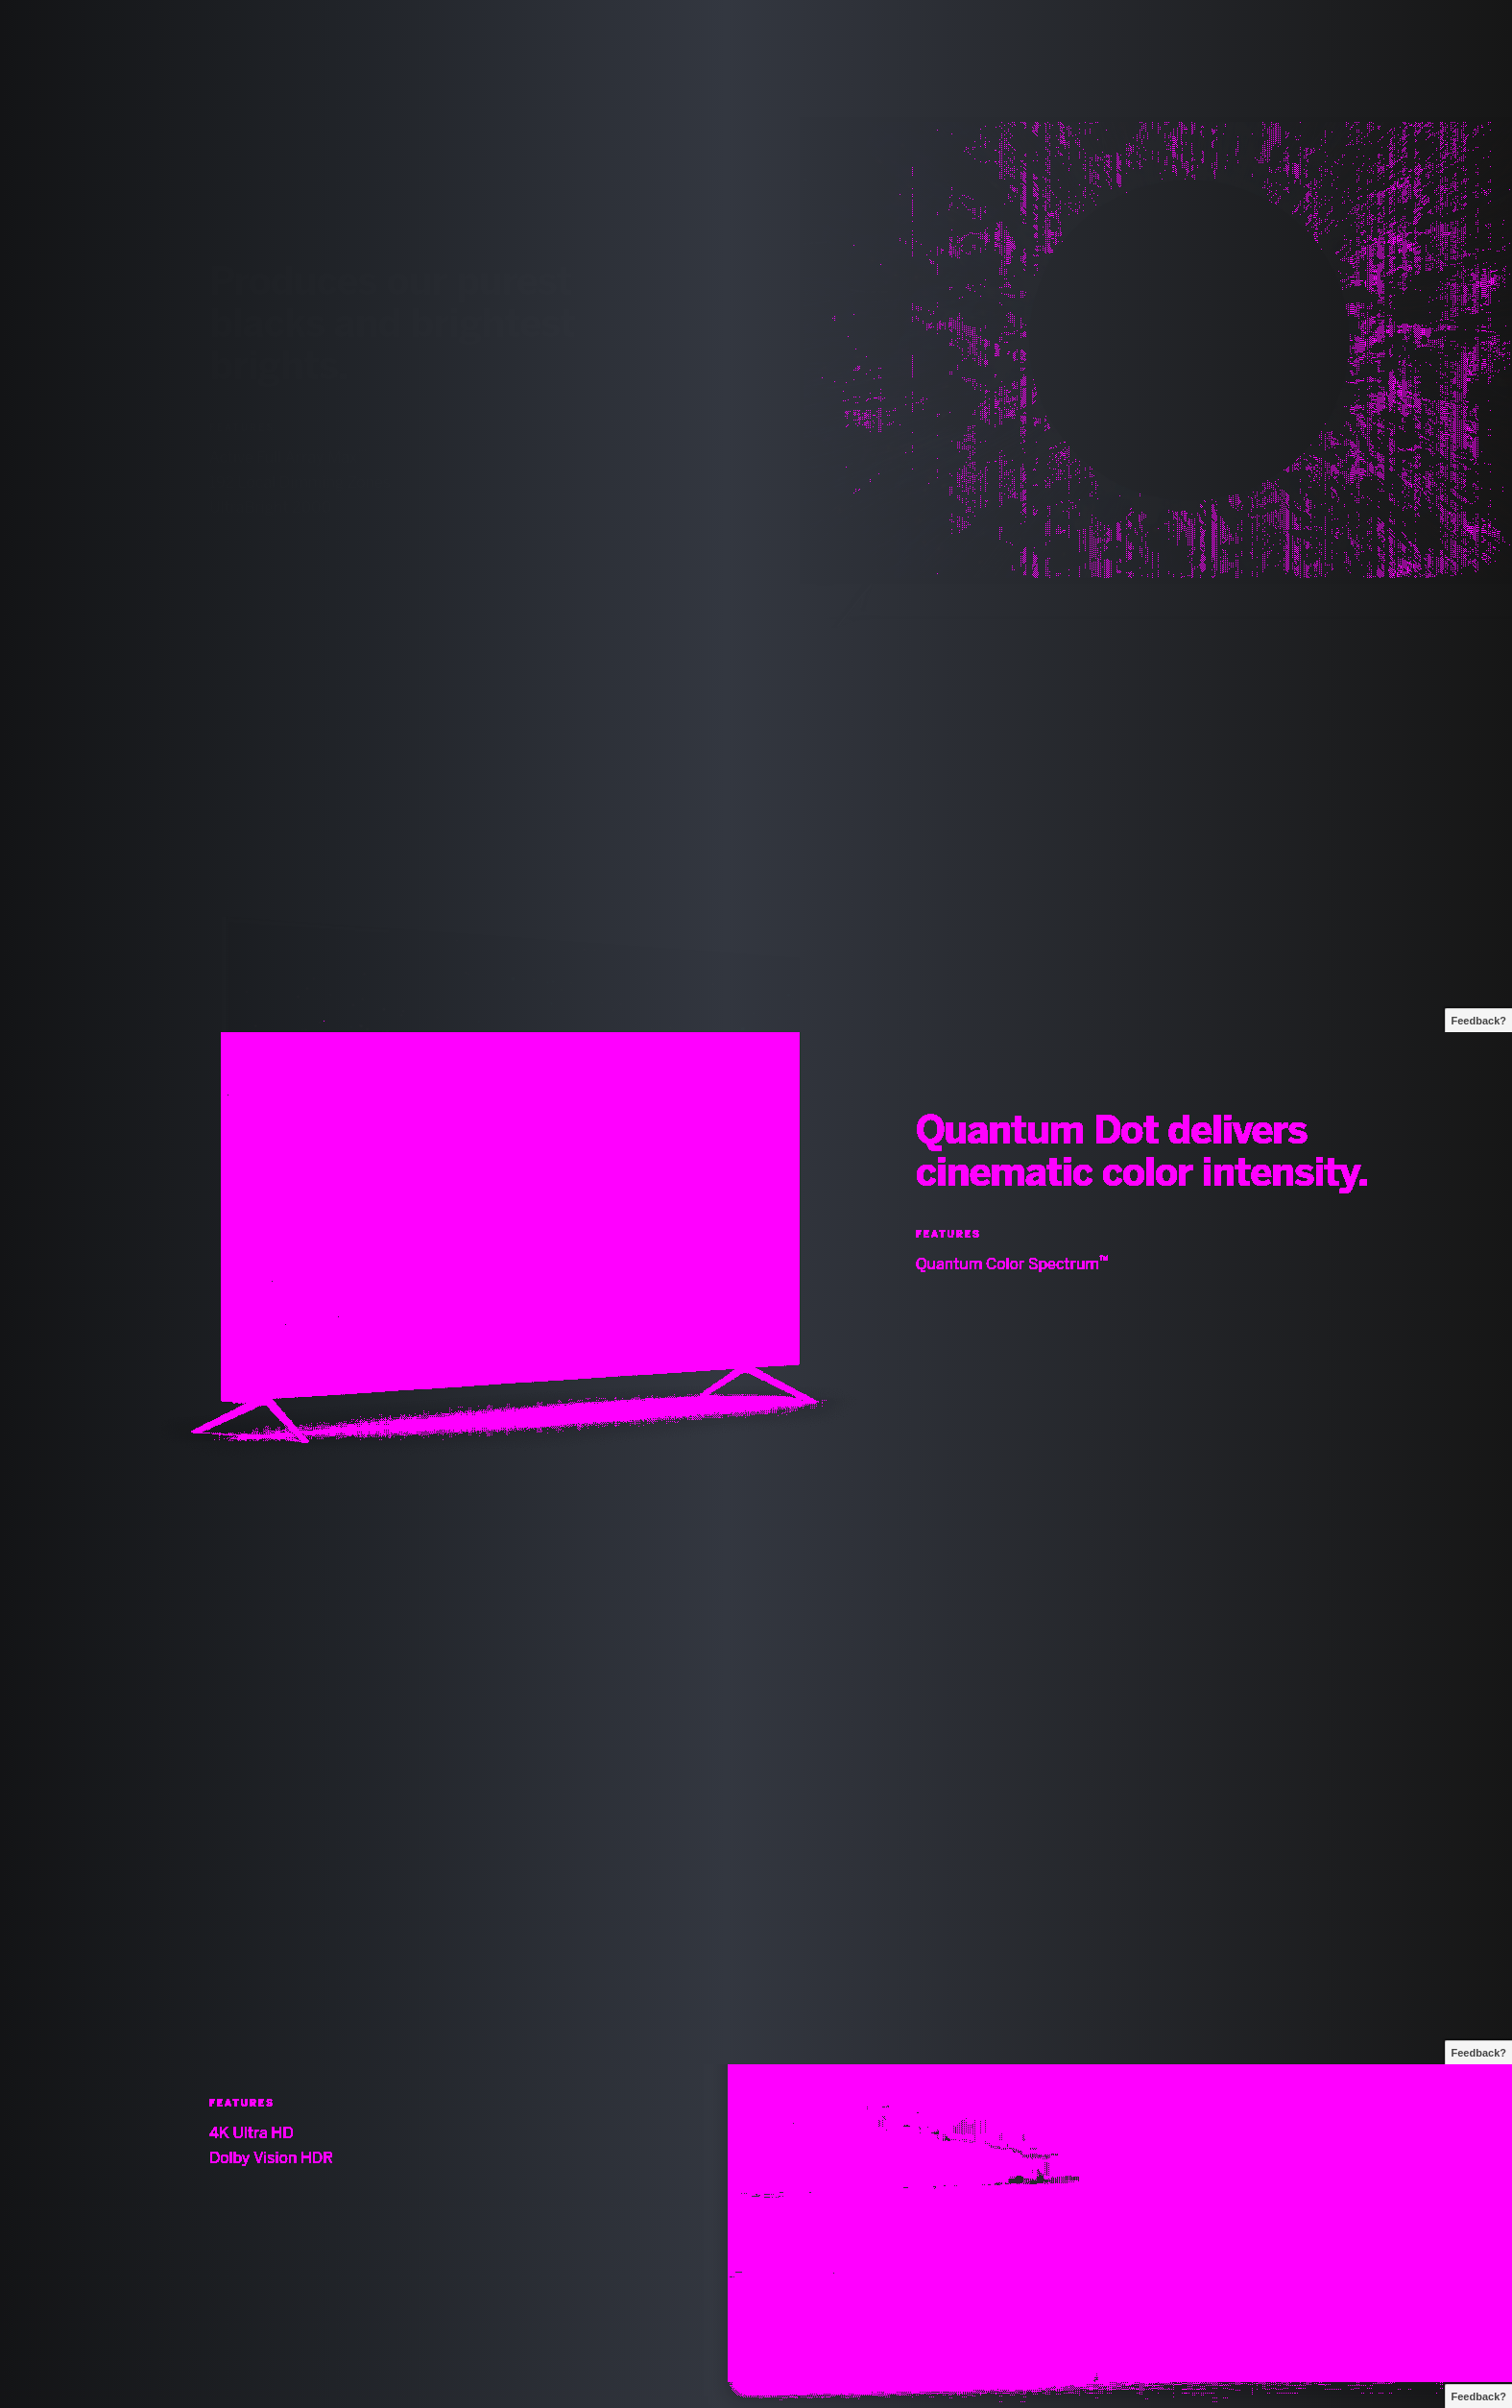 Feedback?
Quantum Dot delivers
cinematic color intensity.
FEATURES
Quantum Color Spectrum™
Feedback?
FEATURES
4K Ultra HD
Dolby Vision HDR
Feedback?